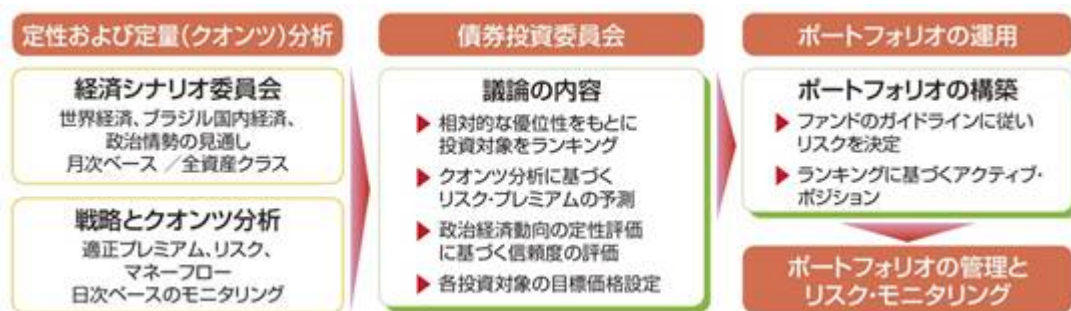 定性および定量(クオンツ)分析
経済シナリオ委員会
世界経済、ブラジル国内経済、
政治情勢の見通し
月次ベース ／全資産クラス
戦略とクオンツ分析
適正プレミアム、リスク、
マネーフロー
日次ベースのモニタリング
債券投資委員会
議論の内容
▶ 相対的な優位性をもとに
投資対象をランキング
▶ クオンツ分析に基づく
リスク・プレミアムの予測
▶ 政治経済動向の定性評価
に基づく信頼度の評価
▶ 各投資対象の目標価格設定
ポートフォリオの運用
ポートフォリオの構築
▶ ファンドのガイドラインに従い
リスクを決定
▶ ランキングに基づくアクティブ・
ポジション
ポートフォリオの管理と
リスク・モニタリング